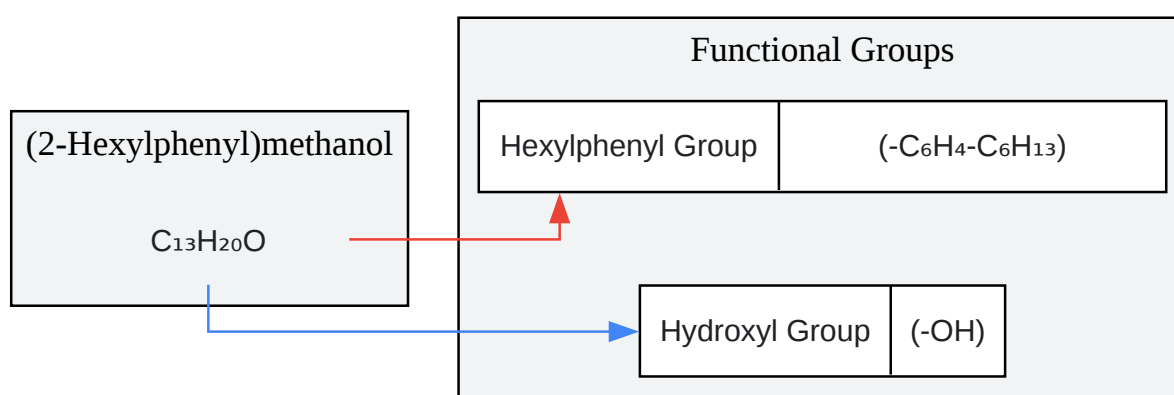 Functional Groups
(2-Hexylphenyl)methanol
C₁₃H₂₀O
Hexylphenyl Group
(-C₆H₄-C₆H₁₃)
Hydroxyl Group
(-OH)